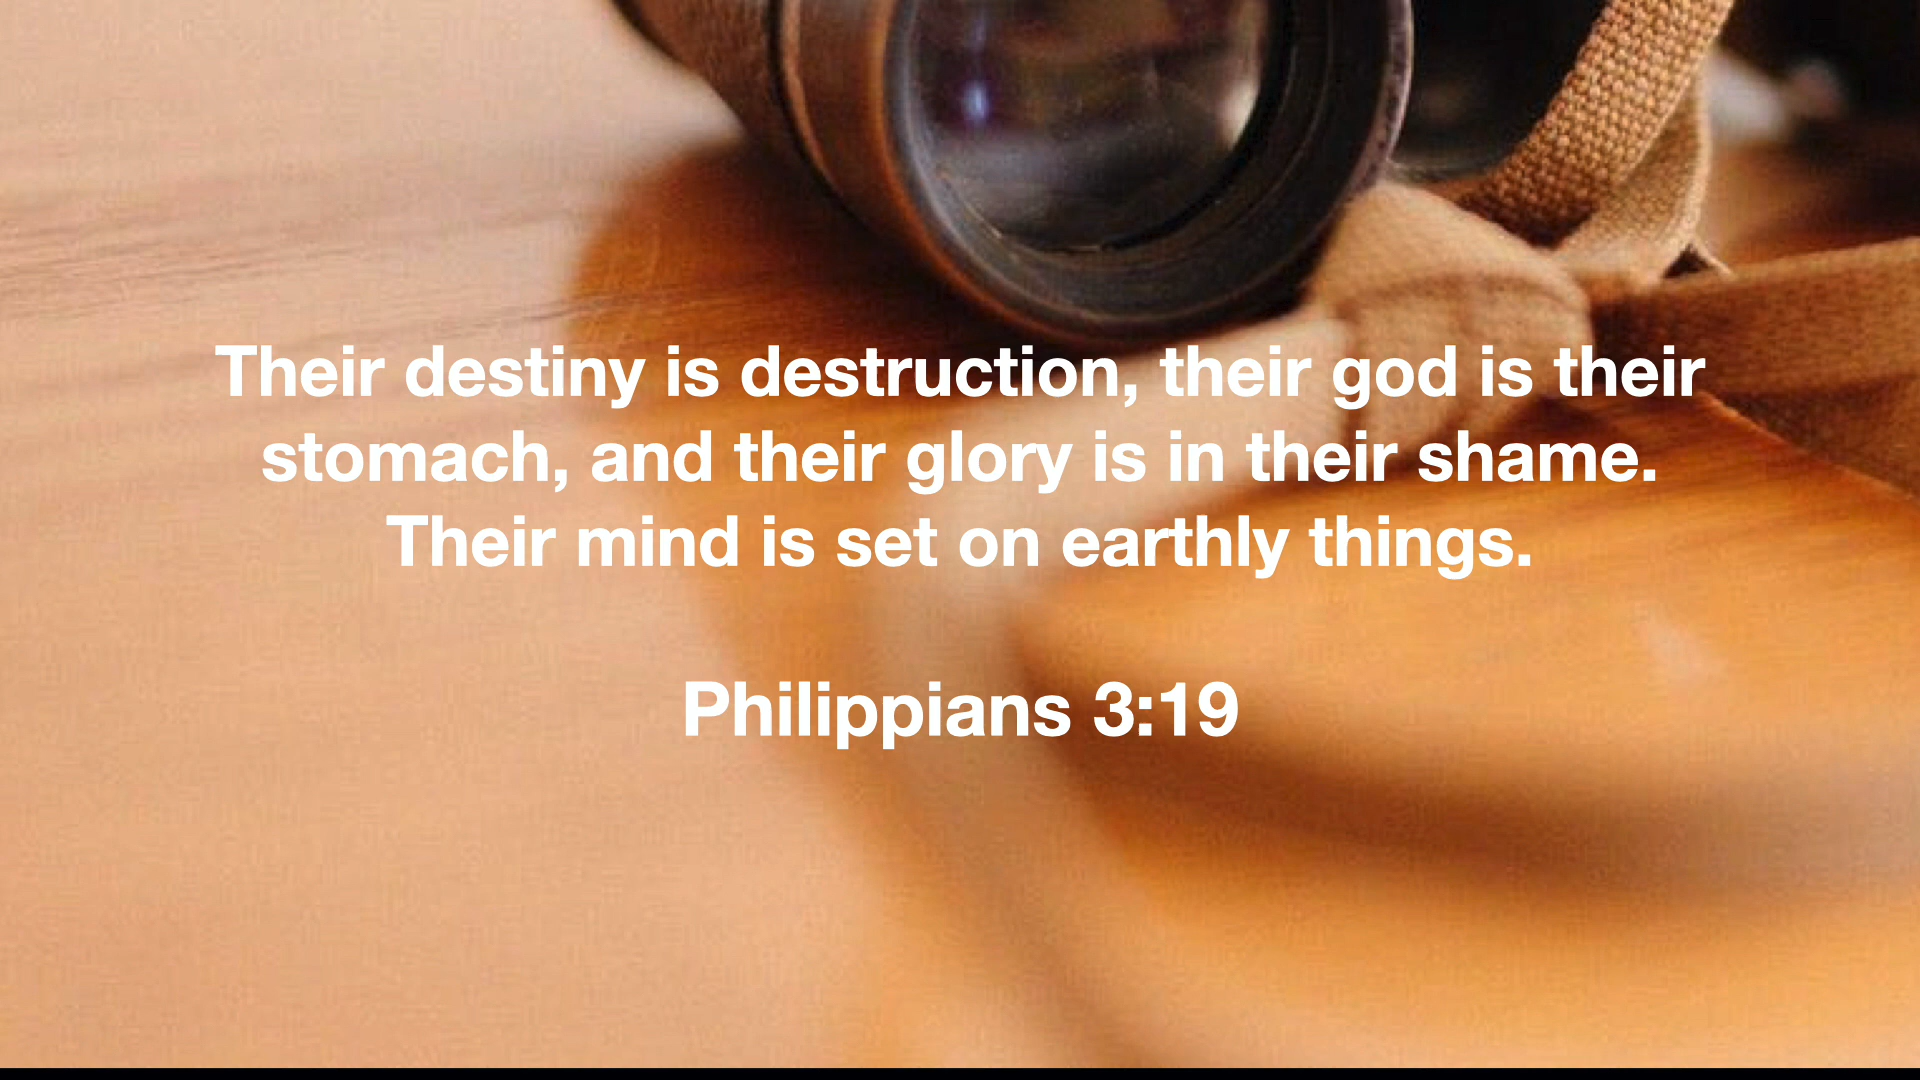 Their destiny is destruction, their god is their
stomach, and their glory is in their shame.
Their mind is set on earthly things.
Philippians 3:19